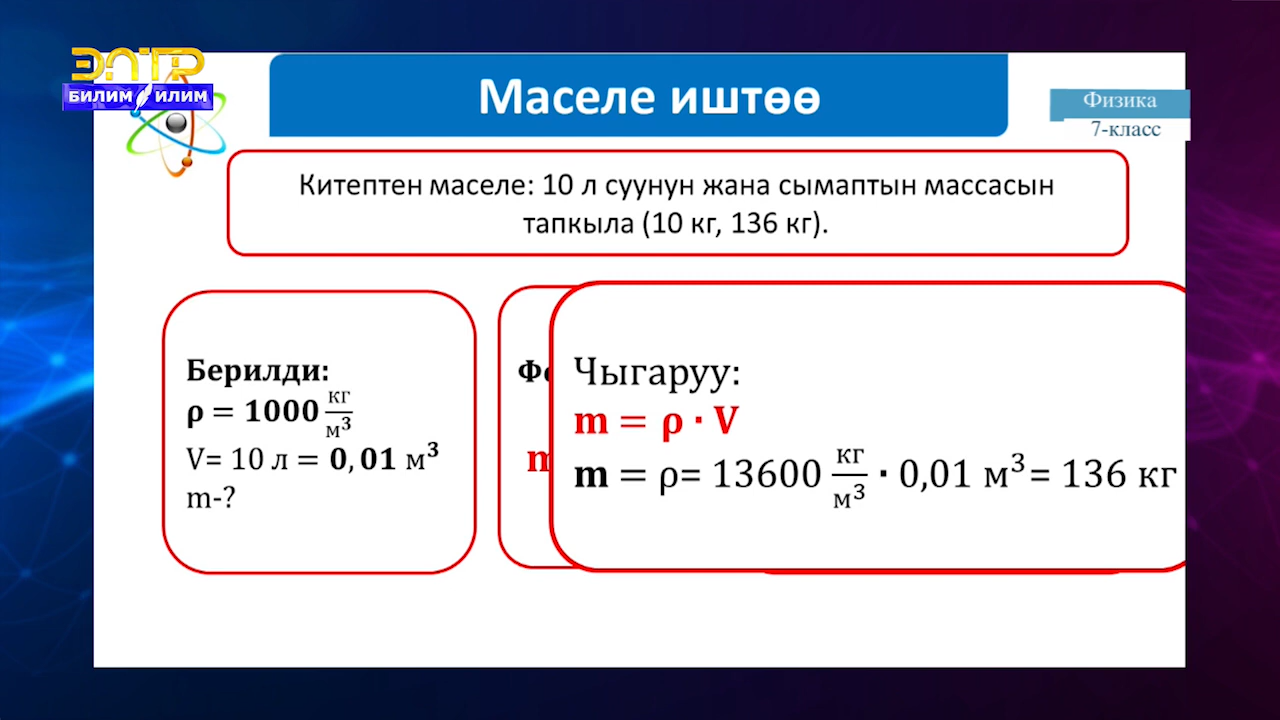 ЭЛТР
БИЛИМ ИЛИМ
Маселе иштөө
Физика
7-класс
Китептен маселе: 10 л суунун жана сымаптын массасын
тапкыла (10 кг, 136 кг).
Берилди:
ρ = 1000 кг/м³
V= 10 л = 0,01 м³
m-?
m
Чыгаруу:
m = ρ · V
m = ρ= 13600 кг/м³ · 0,01 м³= 136 кг